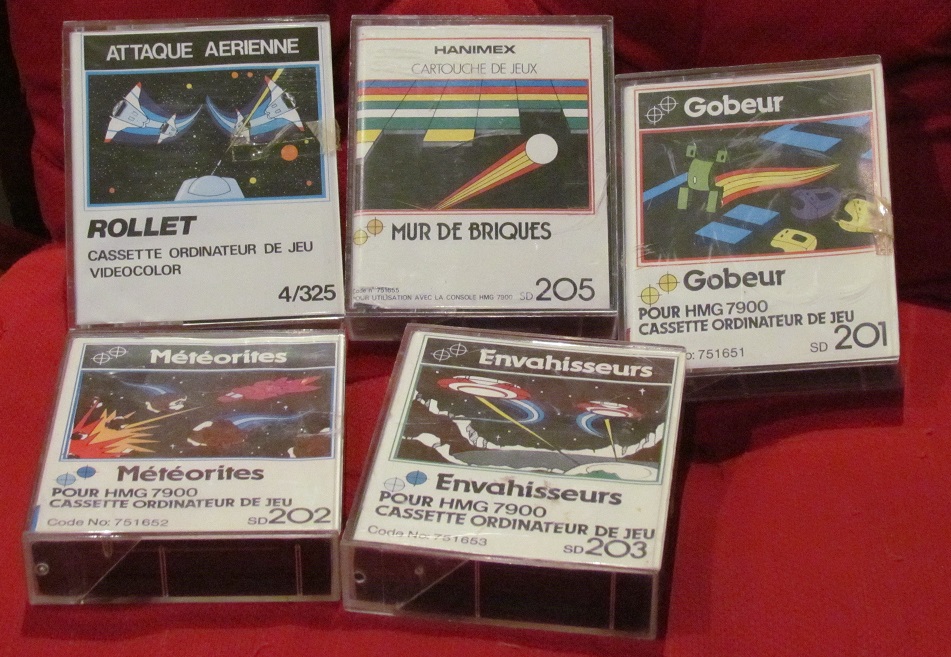 ATTAQUE AERIENNE
ROLLET
CASSETTE ORDINATEUR DE JEU
VIDEOCOLOR
4/325
HANIMEX
CARTOUCHE DE JEUX
MUR DE BRIQUES
Code n° 751655
POUR UTILISATION AVEC LA CONSOLE HMG 7900
SD 205
Gobeur
Gobeur
POUR HMG 7900
CASSETTE ORDINATEUR DE JEU
No: 751651
SD 201
Météorites
Météorites
POUR HMG 7900
CASSETTE ORDINATEUR DE JEU
Code No: 751652
SD 202
Envahisseurs
Envahisseurs
POUR HMG 7900
CASSETTE ORDINATEUR DE JEU
Code No: 751653
SD 203